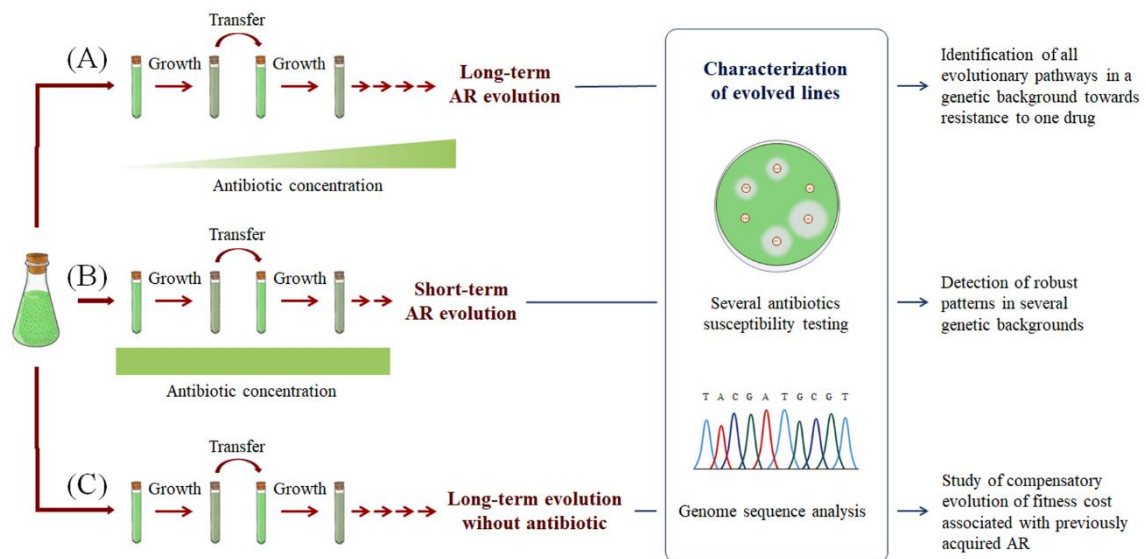 Transfer
(A)
Growth
Growth
Long-term
AR evolution
Antibiotic concentration
Transfer
(B)
Growth
Growth
Short-term
AR evolution
Antibiotic concentration
Transfer
(C)
Growth
Growth
Long-term evolution
wihout antibiotic
Characterization
of evolved lines
Several antibiotics
susceptibility testing
T A C G A T G C G T
Genome sequence analysis
Identification of all
evolutionary pathways in a
genetic background towards
resistance to one drug
Detection of robust
patterns in several
genetic backgrounds
Study of compensatory
evolution of fitness cost
associated with previously
acquired AR